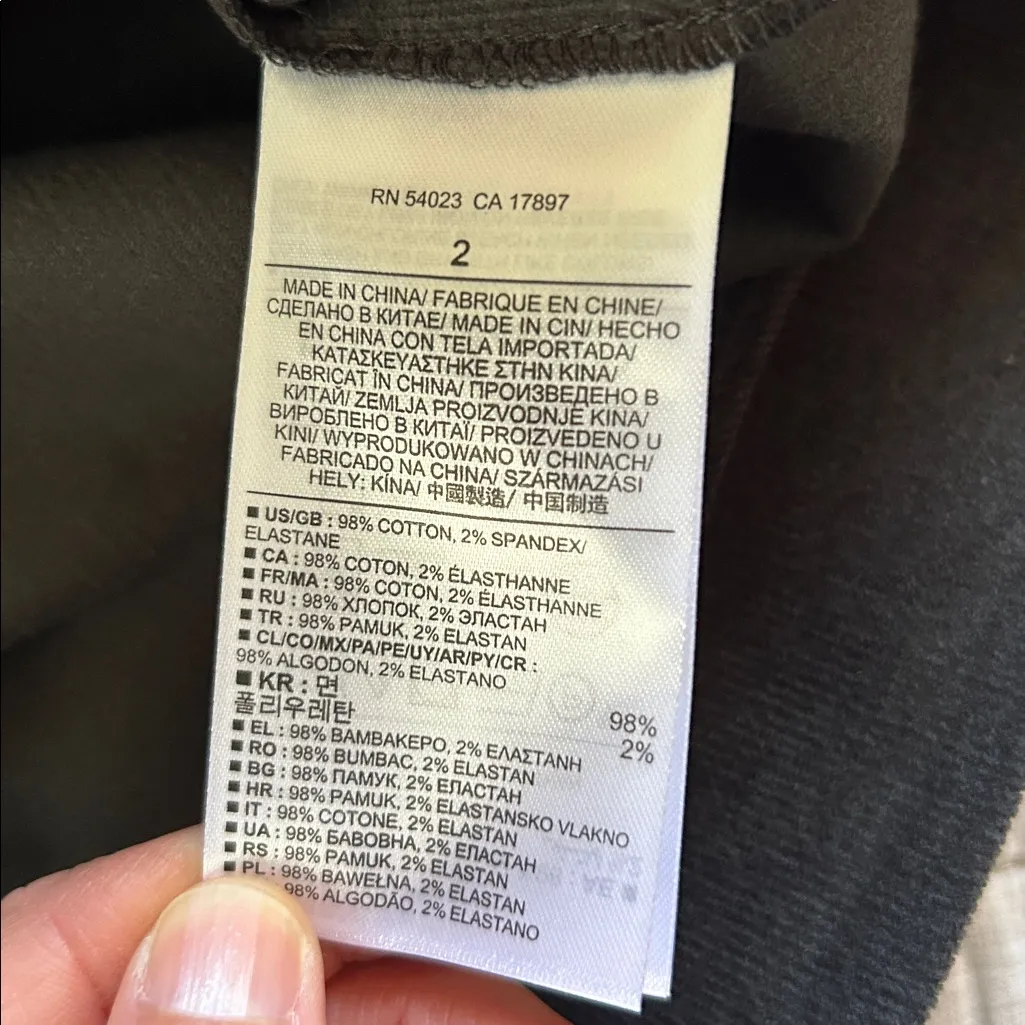 RN 54023 CA 17897
2
MADE IN CHINA/ FABRIQUE EN CHINE/
СДЕЛАНО В КИТАЕ/ MADE IN CIN/ HECHO
EN CHINA CON TELA IMPORTADA/
ΚΑΤΑΣΚΕΥΑΣΤΗΚΕ ΣΤΗΝ ΚΙΝΑ/
FABRICAT ÎN CHINA/ ПРОИЗВЕДЕНО В
КИТАЙ/ ZEMLJA PROIZVODNJE KINA/
ВИРОБЛЕНО В КИТАЇ/ PROIZVEDENO U
KINI/ WYPRODUKOWANO W CHINACH/
FABRICADO NA CHINA/ SZÁRMAZÁSI
HELY: KÍNA/ 中國製造/ 中国制造
■ US/GB : 98% COTTON, 2% SPANDEX/
ELASTANE
■ CA : 98% COTON, 2% ÉLASTHANNE
■ FR/MA : 98% COTON, 2% ÉLASTHANNE
■ RU : 98% ХЛОПОК, 2% ЭЛАСТАН
■ TR : 98% PAMUK, 2% ELASTAN
■ CL/CO/MX/PA/PE/UY/AR/PY/CR :
98% ALGODON, 2% ELASTANO
■ KR : 면 98%
폴리우레탄 2%
■ EL : 98% ΒΑΜΒΑΚΕΡΟ, 2% ΕΛΑΣΤΑΝΗ
■ RO : 98% BUMBAC, 2% ELASTAN
■ BG : 98% ПАМУК, 2% ЕЛАСТАН
■ HR : 98% PAMUK, 2% ELASTANSKO VLAKNO
■ IT : 98% COTONE, 2% ELASTAN
■ UA : 98% БАВОВНА, 2% ЕЛАСТАН
■ RS : 98% PAMUK, 2% ELASTAN
■ PL : 98% BAWEŁNA, 2% ELASTAN
98% ALGODÃO, 2% ELASTANO